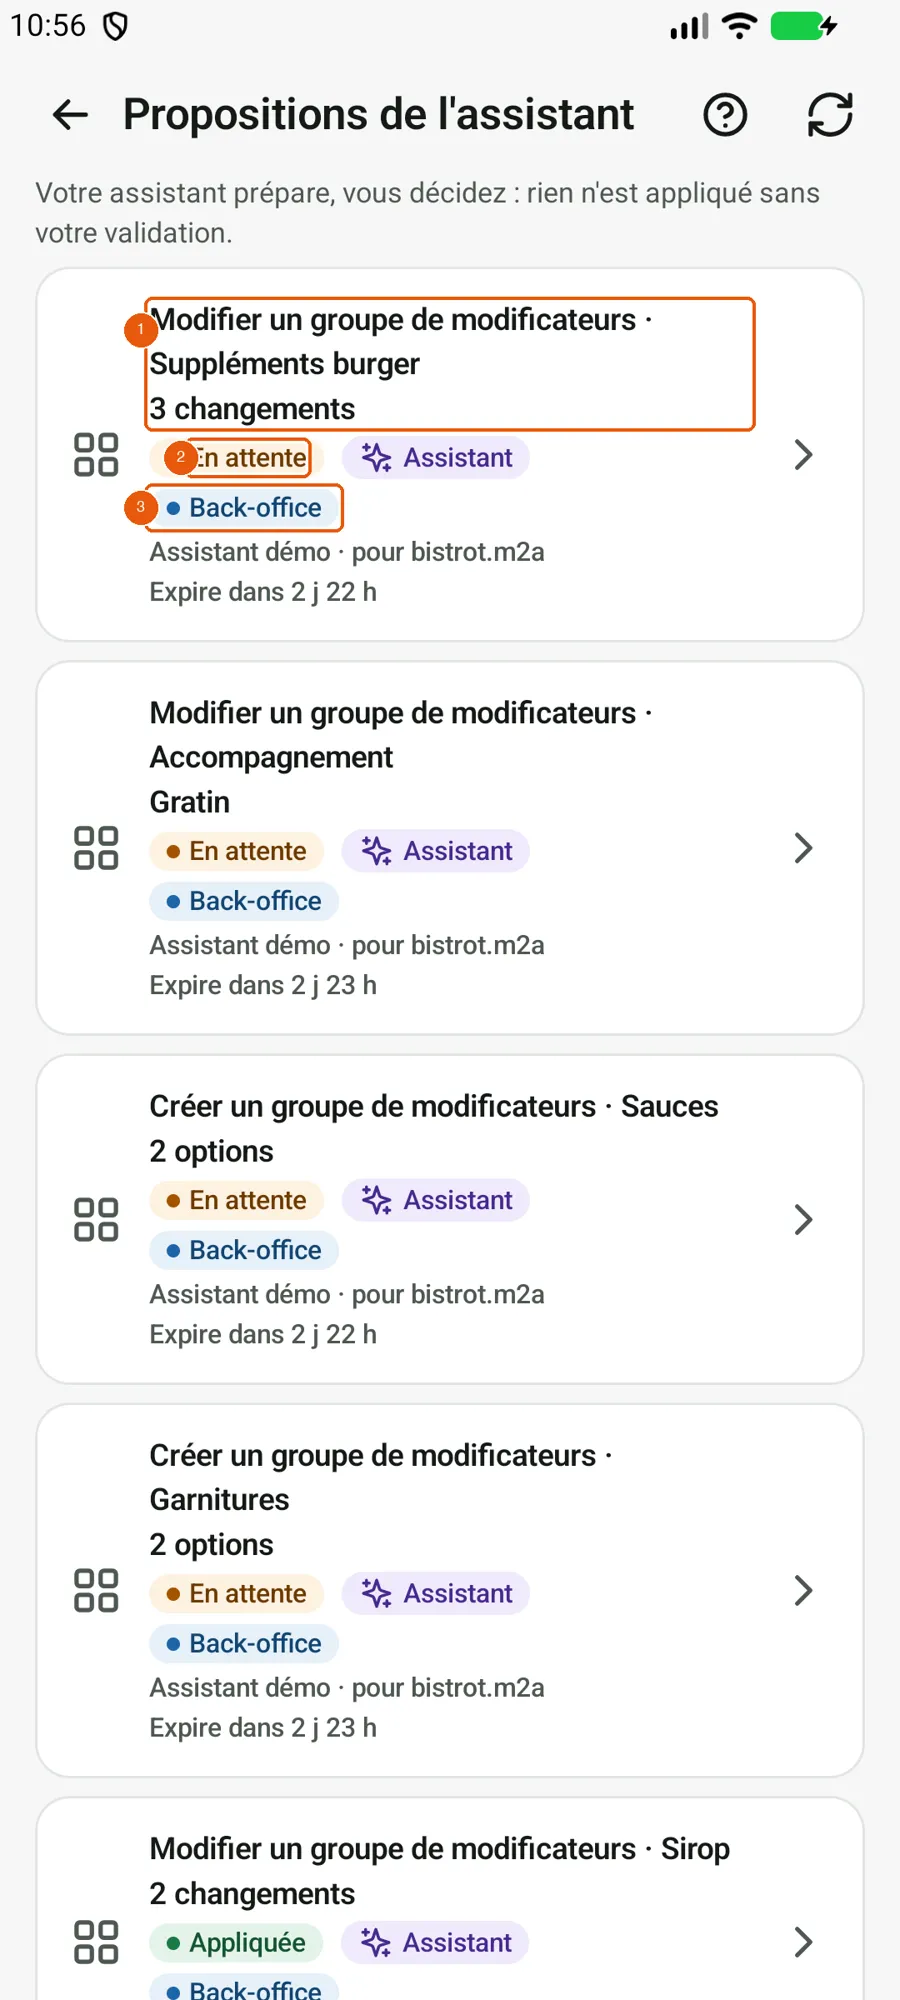 10:56
Propositions de l'assistant
Votre assistant prépare, vous décidez : rien n'est appliqué sans
votre validation.
1
Modifier un groupe de modificateurs ·
Suppléments burger
3 changements
2
En attente
Assistant
3
Back-office
Assistant démo · pour bistrot.m2a
Expire dans 2 j 22 h
Modifier un groupe de modificateurs ·
Accompagnement
Gratin
En attente
Assistant
Back-office
Assistant démo · pour bistrot.m2a
Expire dans 2 j 23 h
Créer un groupe de modificateurs · Sauces
2 options
En attente
Assistant
Back-office
Assistant démo · pour bistrot.m2a
Expire dans 2 j 22 h
Créer un groupe de modificateurs ·
Garnitures
2 options
En attente
Assistant
Back-office
Assistant démo · pour bistrot.m2a
Expire dans 2 j 23 h
Modifier un groupe de modificateurs · Sirop
2 changements
Appliquée
Assistant
Back-office